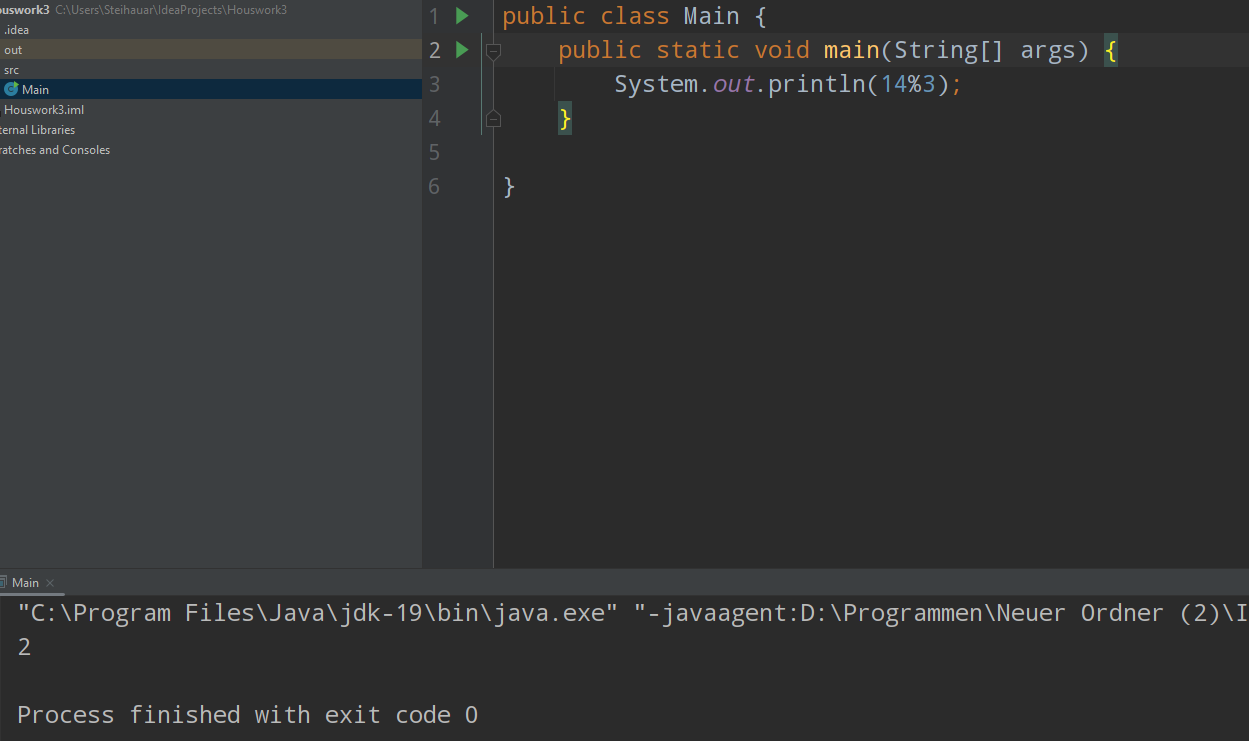 ouswork3 C:\Users\Steihauar\IdeaProjects\Houswork3
.idea
out
src
Main
Houswork3.iml
ternal Libraries
ratches and Consoles
1 public class Main {
2 public static void main(String[] args) {
3 System.out.println(14%3);
4 }
5
6 }
Main
"C:\Program Files\Java\jdk-19\bin\java.exe" "-javaagent:D:\Programmen\Neuer Ordner (2)\I
2
Process finished with exit code 0